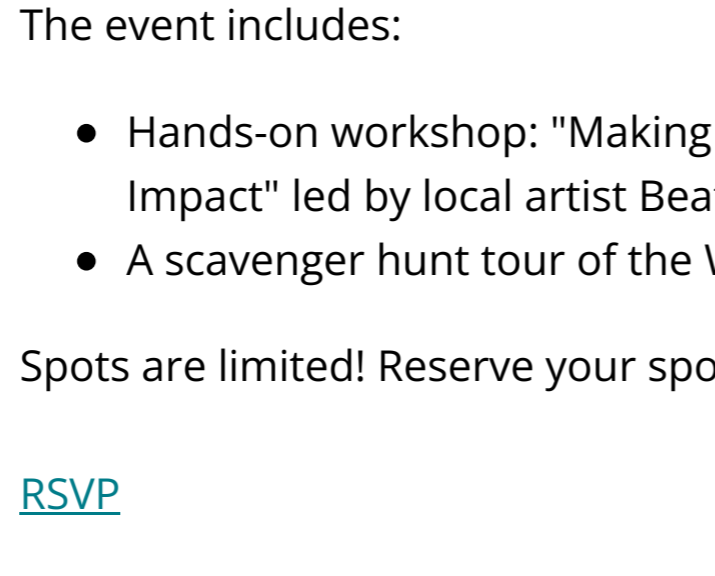 The event includes:
● Hands-on workshop: "Making
Impact" led by local artist
● A scavenger hunt tour of the
Spots are limited! Reserve your
RSVP